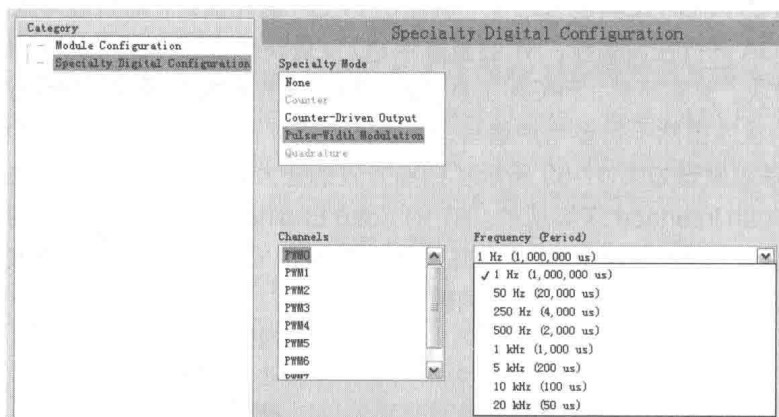 Category
Module Configuration
Specialty Digital Configuration
Specialty Digital Configuration
Specialty Mode
None
Counter
Counter-Driven Output
Pulse-Width Modulation
Quadrature
Channels
PWM0
PWM1
PWM2
PWM3
PWM4
PWM5
PWM6
PWM7
Frequency (Period)
1 Hz (1,000,000 us)
✓ 1 Hz (1,000,000 us)
50 Hz (20,000 us)
250 Hz (4,000 us)
500 Hz (2,000 us)
1 kHz (1,000 us)
5 kHz (200 us)
10 kHz (100 us)
20 kHz (50 us)